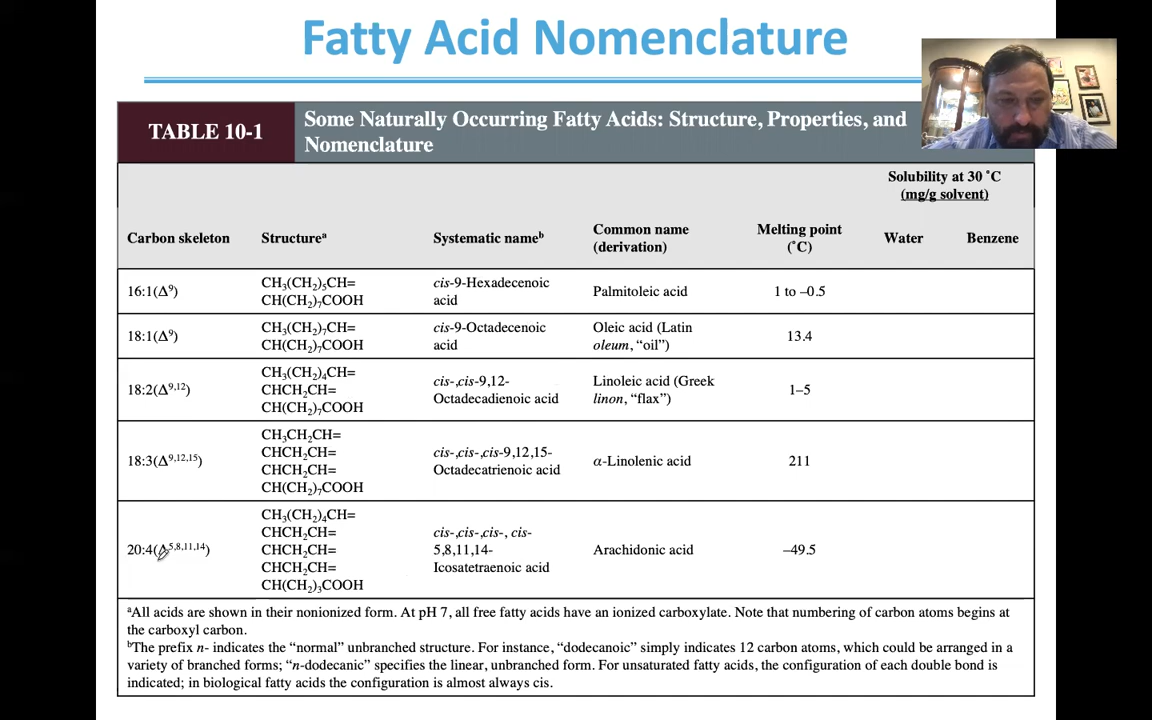 Fatty Acid Nomenclature
TABLE 10-1
Some Naturally Occurring Fatty Acids: Structure, Properties, and
Nomenclature
Solubility at 30 ˚C
(mg/g solvent)
Carbon skeleton
Structureᵃ
Systematic nameᵇ
Common name
(derivation)
Melting point
(˚C)
Water
Benzene
16:1(Δ⁹)
CH₃(CH₂)₅CH=
CH(CH₂)₇COOH
cis-9-Hexadecenoic
acid
Palmitoleic acid
1 to –0.5
18:1(Δ⁹)
CH₃(CH₂)₇CH=
CH(CH₂)₇COOH
cis-9-Octadecenoic
acid
Oleic acid (Latin
oleum, “oil”)
13.4
18:2(Δ⁹,¹²)
CH₃(CH₂)₄CH=
CHCH₂CH=
CH(CH₂)₇COOH
cis-,cis-9,12-
Octadecadienoic acid
Linoleic acid (Greek
linon, “flax”)
1–5
18:3(Δ⁹,¹²,¹⁵)
CH₃CH₂CH=
CHCH₂CH=
CHCH₂CH=
CH(CH₂)₇COOH
cis-,cis-,cis-9,12,15-
Octadecatrienoic acid
α-Linolenic acid
211
20:4(Δ⁵,⁸,¹¹,¹⁴)
CH₃(CH₂)₄CH=
CHCH₂CH=
CHCH₂CH=
CHCH₂CH=
CH(CH₂)₃COOH
cis-,cis-,cis-, cis-
5,8,11,14-
Icosatetraenoic acid
Arachidonic acid
–49.5
ᵃAll acids are shown in their nonionized form. At pH 7, all free fatty acids have an ionized carboxylate. Note that numbering of carbon atoms begins at
the carboxyl carbon.
ᵇThe prefix n- indicates the “normal” unbranched structure. For instance, “dodecanoic” simply indicates 12 carbon atoms, which could be arranged in a
variety of branched forms; “n-dodecanic” specifies the linear, unbranched form. For unsaturated fatty acids, the configuration of each double bond is
indicated; in biological fatty acids the configuration is almost always cis.